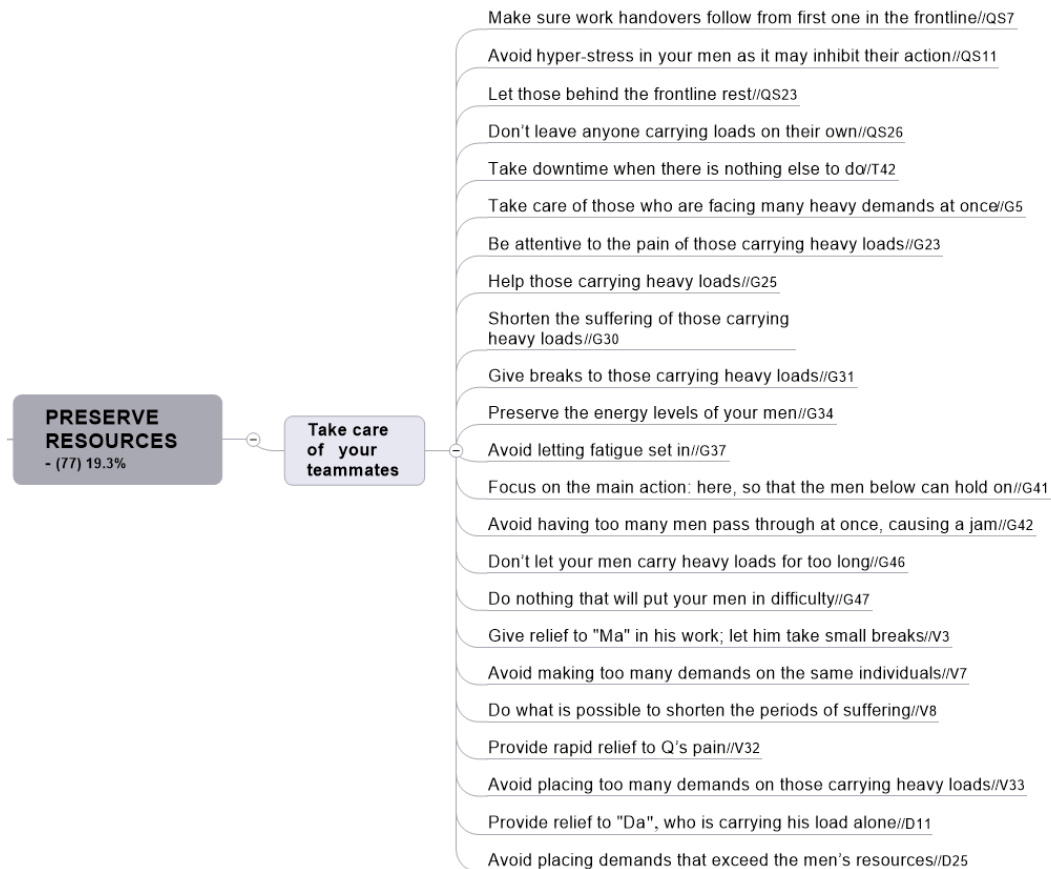 Make sure work handovers follow from first one in the frontline//QS7
Avoid hyper-stress in your men as it may inhibit their action//QS11
Let those behind the frontline rest//QS23
Don't leave anyone carrying loads on their own//QS26
Take downtime when there is nothing else to do//T42
Take care of those who are facing many heavy demands at once//G5
Be attentive to the pain of those carrying heavy loads//G23
Help those carrying heavy loads//G25
Shorten the suffering of those carrying
heavy loads//G30
Give breaks to those carrying heavy loads//G31
Preserve the energy levels of your men//G34
Avoid letting fatigue set in//G37
Focus on the main action: here, so that the men below can hold on//G41
Avoid having too many men pass through at once, causing a jam//G42
Don't let your men carry heavy loads for too long//G46
Do nothing that will put your men in difficulty//G47
Give relief to "Ma" in his work; let him take small breaks//V3
Avoid making too many demands on the same individuals//V7
Do what is possible to shorten the periods of suffering//V8
Provide rapid relief to Q's pain//V32
Avoid placing too many demands on those carrying heavy loads//V33
Provide relief to "Da", who is carrying his load alone//D11
Avoid placing demands that exceed the men's resources//D25
PRESERVE
RESOURCES
- (77) 19.3%
Take care
of your
teammates